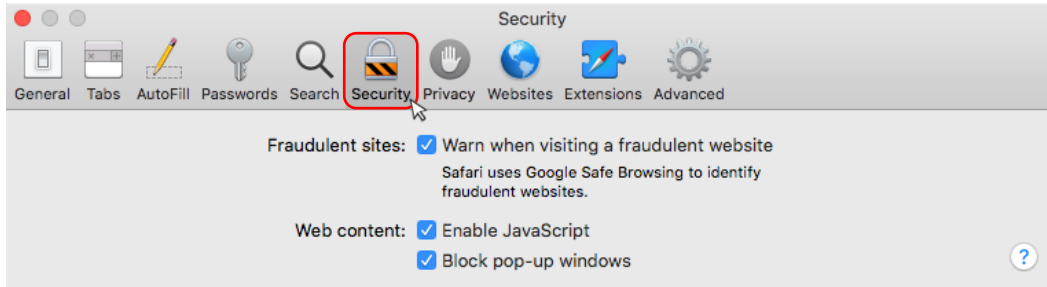 Security
General Tabs AutoFill Passwords Search Security Privacy Websites Extensions Advanced
Fraudulent sites: Warn when visiting a fraudulent website
Safari uses Google Safe Browsing to identify
fraudulent websites.
Web content: Enable JavaScript
Block pop-up windows
?